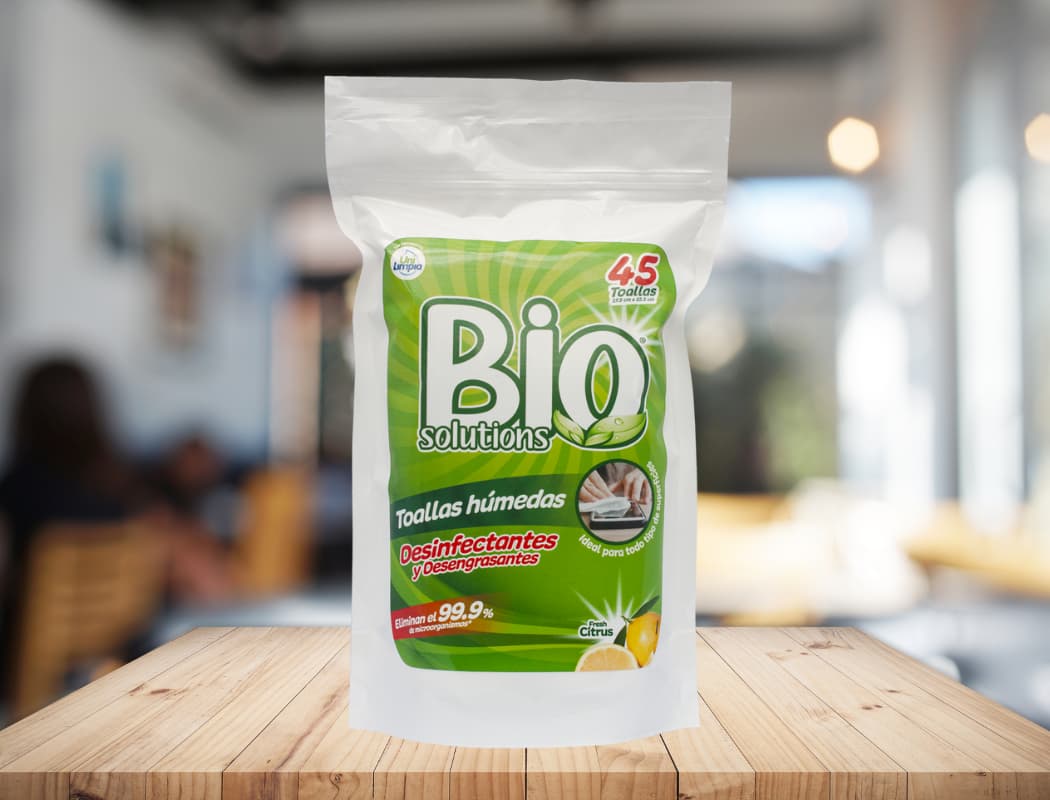 Uni
Limpia
45
Toallas
Bio
solutions
Toallas húmedas
Desinfectantes
y Desengrasantes
ideal para todo tipo de superficies
Eliminan el 99.9%
de microorganismos*
Fresh
Citrus